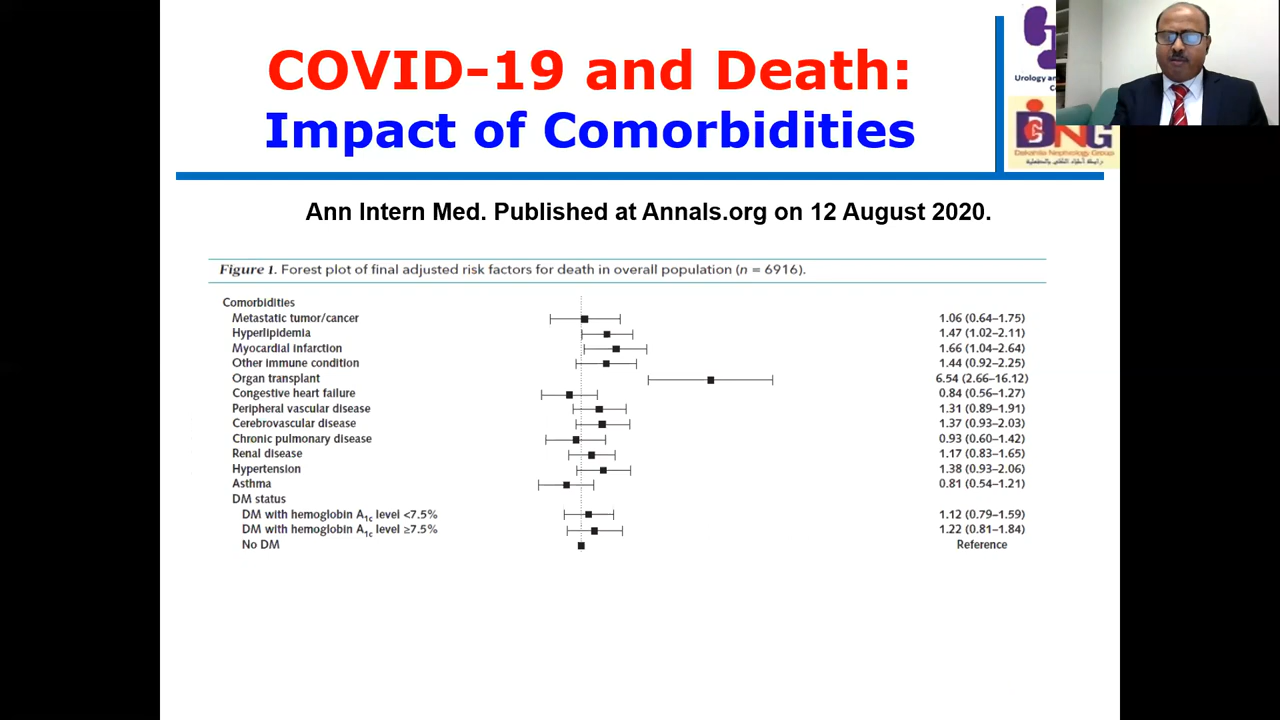 COVID-19 and Death:
Impact of Comorbidities
Urology an
C
DNG
Dakahlia Nephrology Group
Ann Intern Med. Published at Annals.org on 12 August 2020.
Figure 1. Forest plot of final adjusted risk factors for death in overall population (n = 6916).
Comorbidities
Metastatic tumor/cancer 1.06 (0.64–1.75)
Hyperlipidemia 1.47 (1.02–2.11)
Myocardial infarction 1.66 (1.04–2.64)
Other immune condition 1.44 (0.92–2.25)
Organ transplant 6.54 (2.66–16.12)
Congestive heart failure 0.84 (0.56–1.27)
Peripheral vascular disease 1.31 (0.89–1.91)
Cerebrovascular disease 1.37 (0.93–2.03)
Chronic pulmonary disease 0.93 (0.60–1.42)
Renal disease 1.17 (0.83–1.65)
Hypertension 1.38 (0.93–2.06)
Asthma 0.81 (0.54–1.21)
DM status
DM with hemoglobin A1c level <7.5% 1.12 (0.79–1.59)
DM with hemoglobin A1c level ≥7.5% 1.22 (0.81–1.84)
No DM Reference